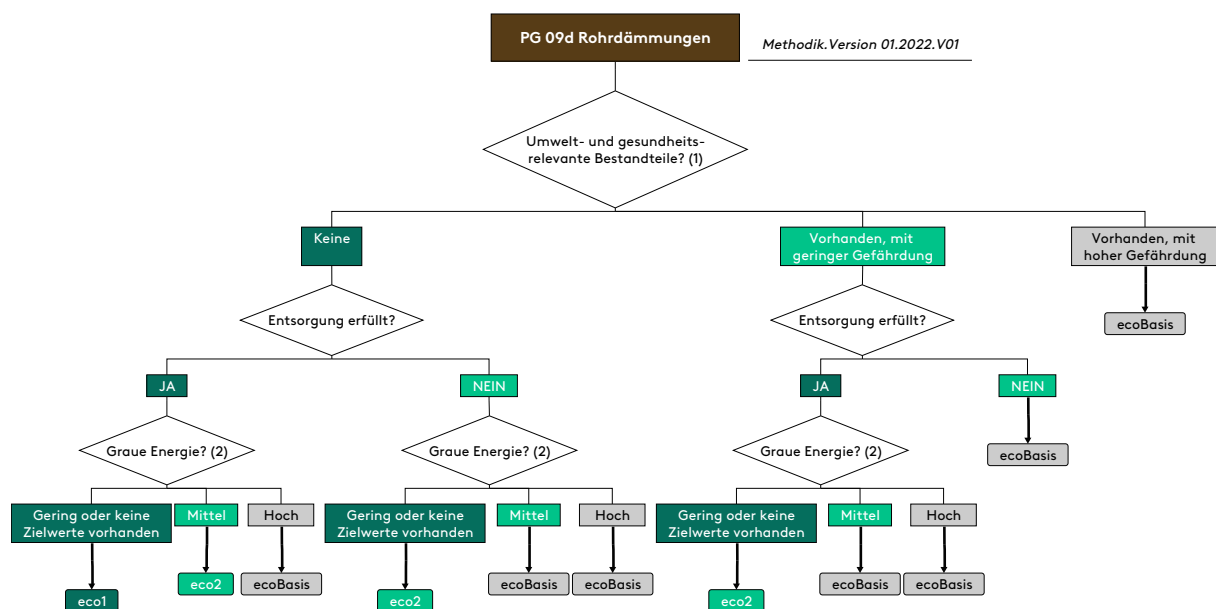 PG 09d Rohrdämmungen
Methodik.Version 01.2022.V01
Umwelt- und gesundheits-
relevante Bestandteile? (1)
Keine
Vorhanden, mit
geringer Gefährdung
Vorhanden, mit
hoher Gefährdung
Entsorgung erfüllt?
Entsorgung erfüllt?
ecoBasis
JA
NEIN
JA
NEIN
Graue Energie? (2)
Graue Energie? (2)
Graue Energie? (2)
ecoBasis
Gering oder keine
Zielwerte vorhanden
Mittel
Hoch
Gering oder keine
Zielwerte vorhanden
Mittel
Hoch
Gering oder keine
Zielwerte vorhanden
Mittel
Hoch
eco1
eco2
ecoBasis
eco2
ecoBasis
ecoBasis
eco2
ecoBasis
ecoBasis